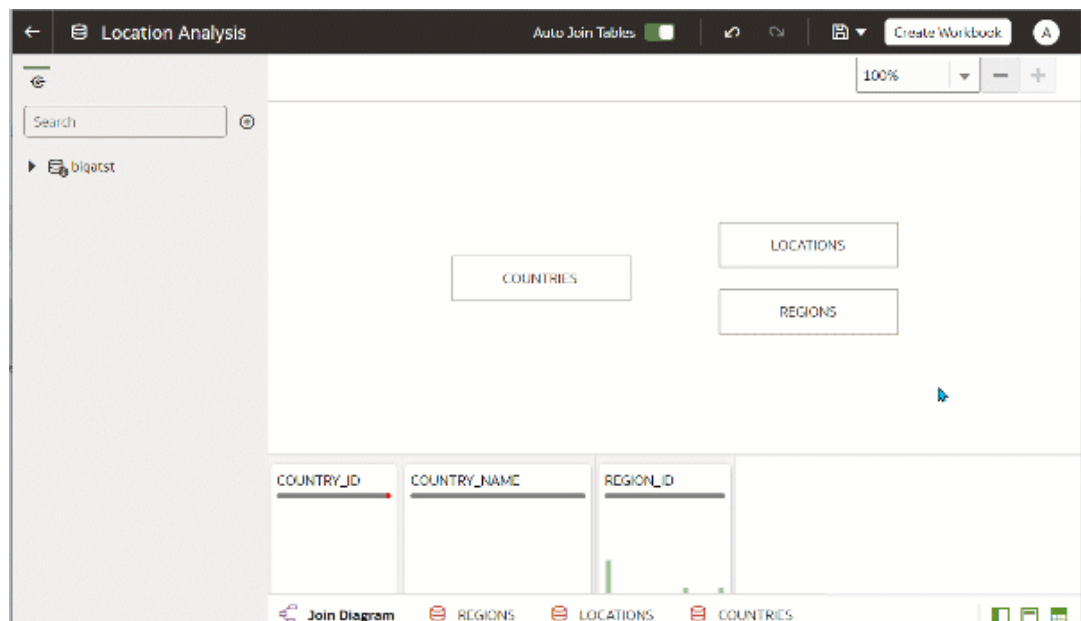 Location Analysis
Auto Join Tables
Create Workbook
A
100%
Search
biqatst
LOCATIONS
COUNTRIES
REGIONS
COUNTRY_ID
COUNTRY_NAME
REGION_ID
Join Diagram
REGIONS
LOCATIONS
COUNTRIES